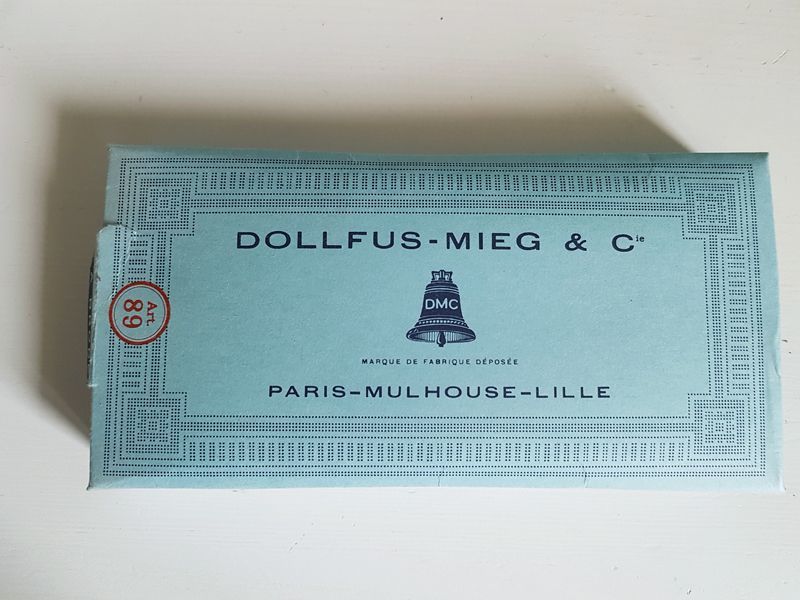 DOLLFUS-MIEG & Cie
DMC
MARQUE DE FABRIQUE DÉPOSÉE
PARIS-MULHOUSE-LILLE
Art.
89